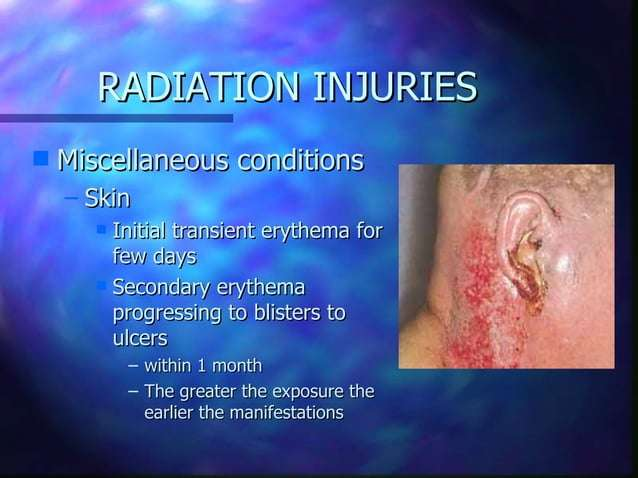 RADIATION INJURIES
Miscellaneous conditions
– Skin
Initial transient erythema for
few days
Secondary erythema
progressing to blisters to
ulcers
– within 1 month
– The greater the exposure the
earlier the manifestations